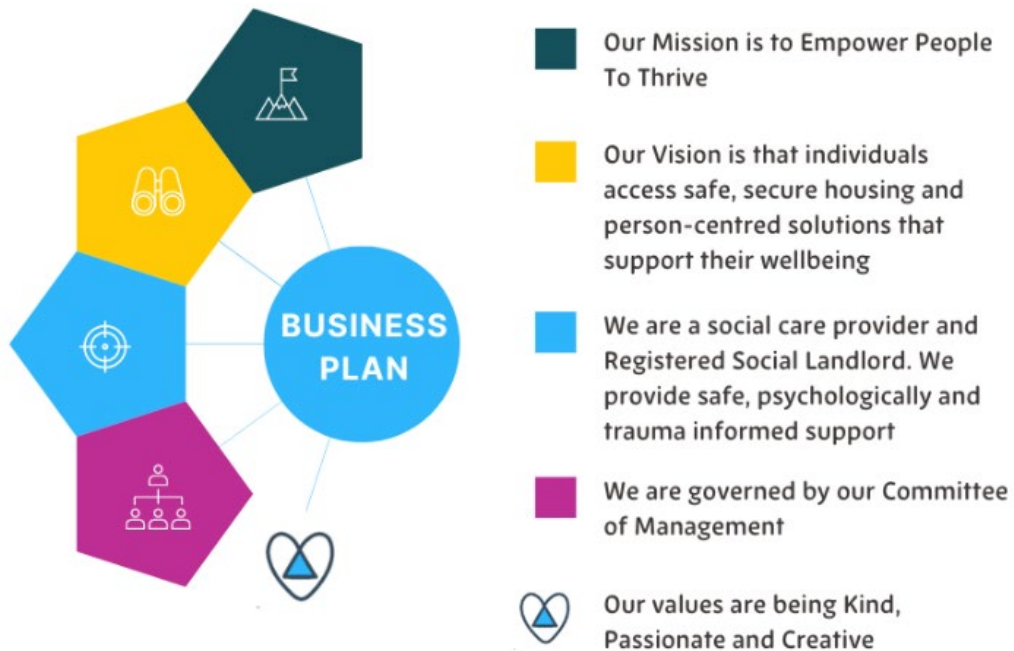 BUSINESS
PLAN
Our Mission is to Empower People
To Thrive
Our Vision is that individuals
access safe, secure housing and
person-centred solutions that
support their wellbeing
We are a social care provider and
Registered Social Landlord. We
provide safe, psychologically and
trauma informed support
We are governed by our Committee
of Management
Our values are being Kind,
Passionate and Creative